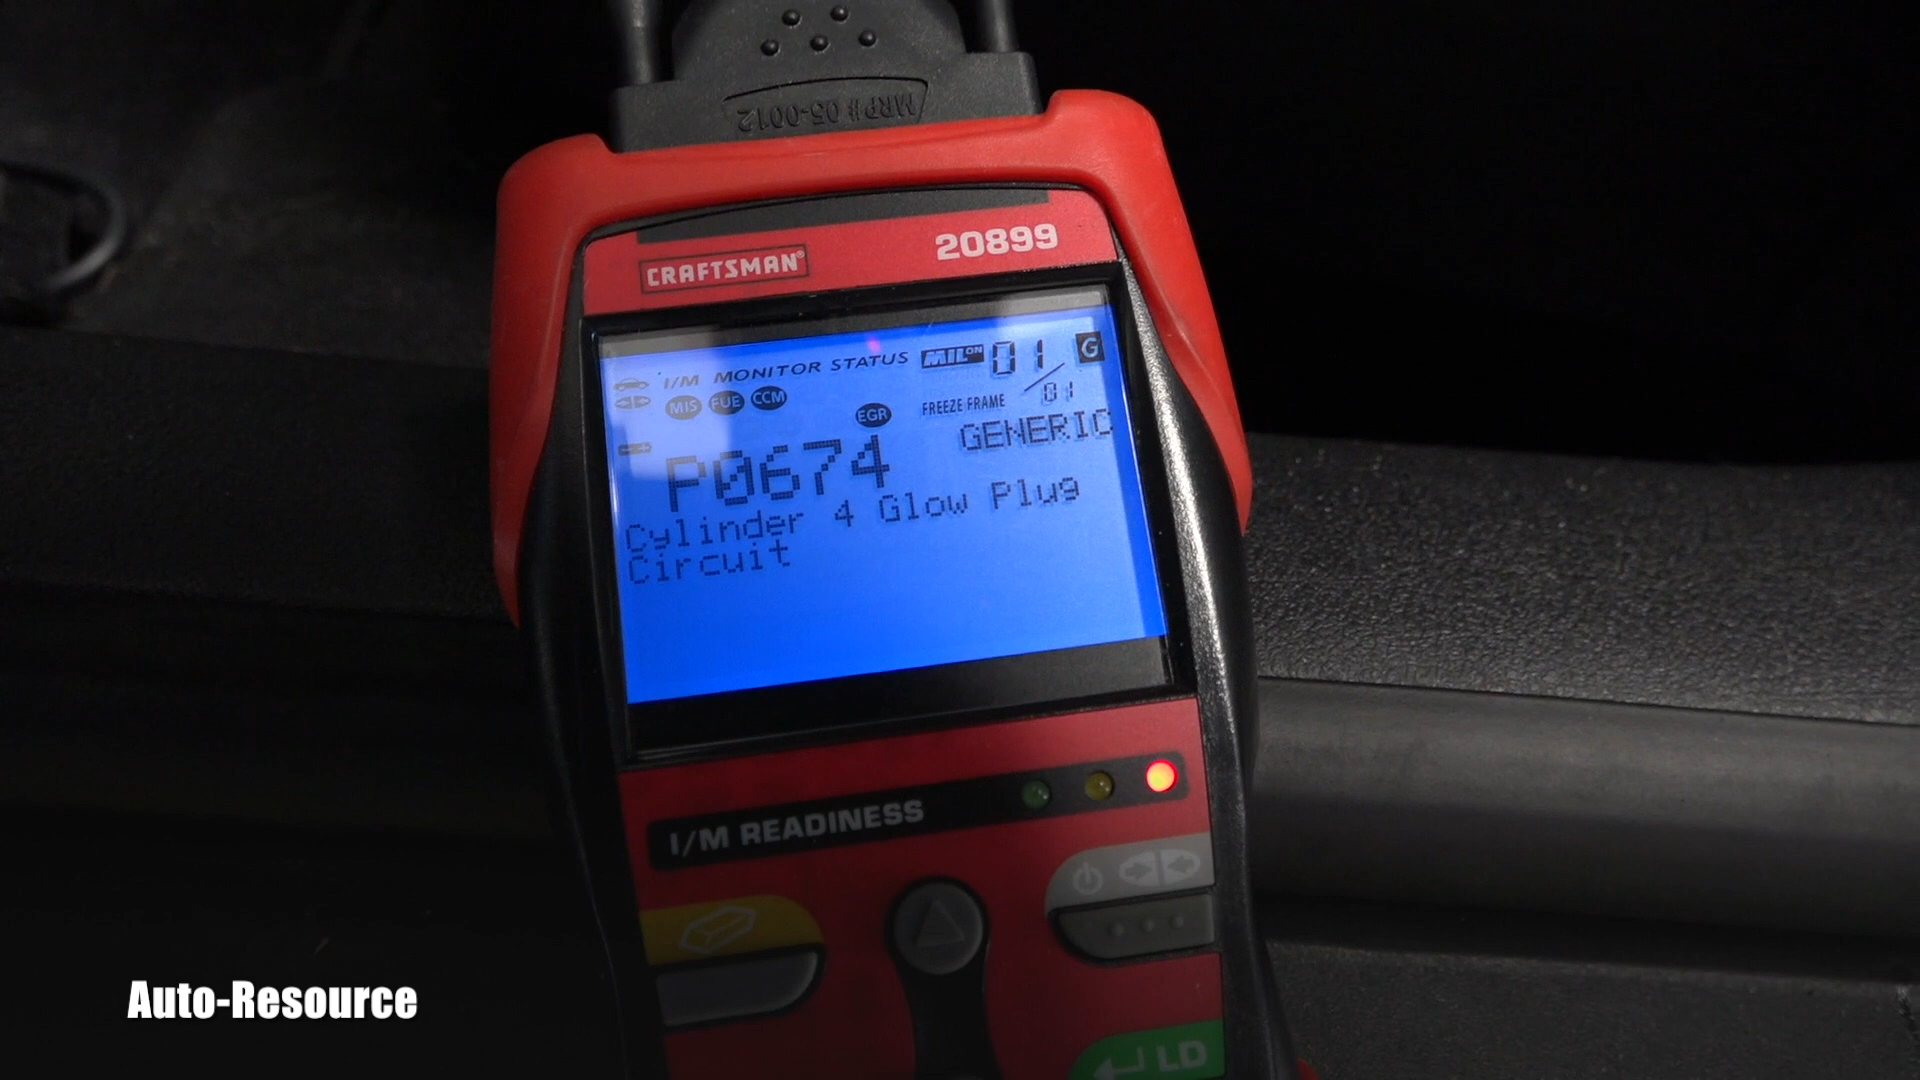 MRP# 05-0012
CRAFTSMAN®
20899
I/M MONITOR STATUS
MIL ON
01/01
G
MIS FUE CCM
EGR
FREEZE FRAME
GENERIC
P0674
Cylinder 4 Glow Plug
Circuit
I/M READINESS
LD
Auto-Resource